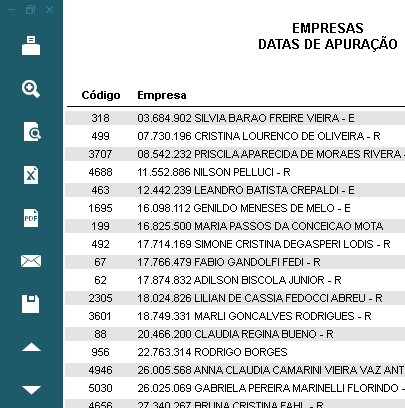 EMPRESAS
DATAS DE APURAÇÃO
Código Empresa
318 03.684.902 SILVIA BARAO FREIRE VIEIRA - E
499 07.730.196 CRISTINA LOURENCO DE OLIVEIRA - R
3707 08.542.232 PRISCILA APARECIDA DE MORAES RIVERA -
4688 11.552.886 NILSON PELLUCI - R
463 12.442.239 LEANDRO BATISTA CREPALDI - E
1695 16.098.112 GENILDO MENESES DE MELO - E
199 16.825.500 MARIA PASSOS DA CONCEICAO MOTA
492 17.714.169 SIMONE CRISTINA DEGASPERI LODIS - R
67 17.766.479 FABIO GANDOLFI FEDI - R
62 17.874.832 ADILSON BISCOLA JUNIOR - R
2305 18.024.826 LILIAN DE CASSIA FEDOCCI ABREU - R
3601 18.749.331 MARLI GONCALVES RODRIGUES - R
88 20.466.200 CLAUDIA REGINA BUENO - R
956 22.763.314 RODRIGO BORGES
4946 26.005.568 ANNA CLAUDIA CAMARINI VIEIRA VAZ ANT
5030 26.025.069 GABRIELA PEREIRA MARINELLI FLORINDO -
4656 27.340.267 BRUNA CRISTINA FAHL - R
PDF